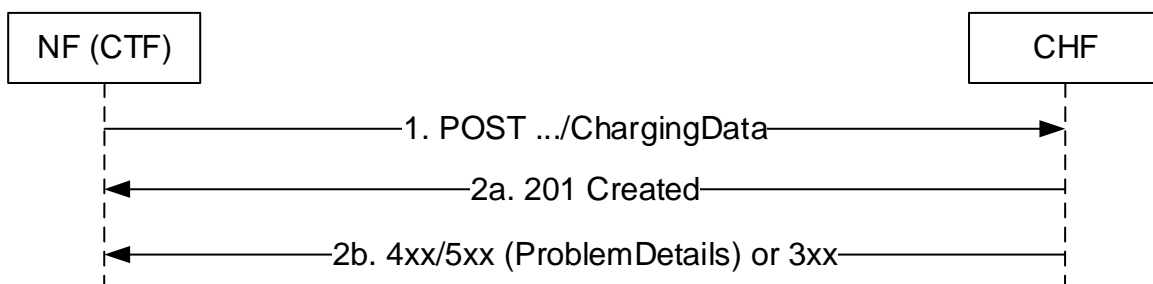 NF (CTF)
CHF
1. POST .../ChargingData
2a. 201 Created
2b. 4xx/5xx (ProblemDetails) or 3xx